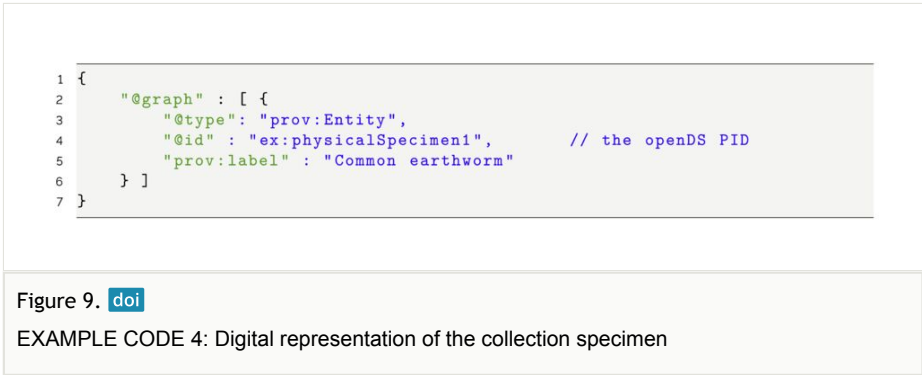 1 {
2 "@graph" : [ {
3 "@type": "prov:Entity",
4 "@id" : "ex:physicalSpecimen1", // the openDS PID
5 "prov:label" : "Common earthworm"
6 } ]
7 }
Figure 9. doi
EXAMPLE CODE 4: Digital representation of the collection specimen